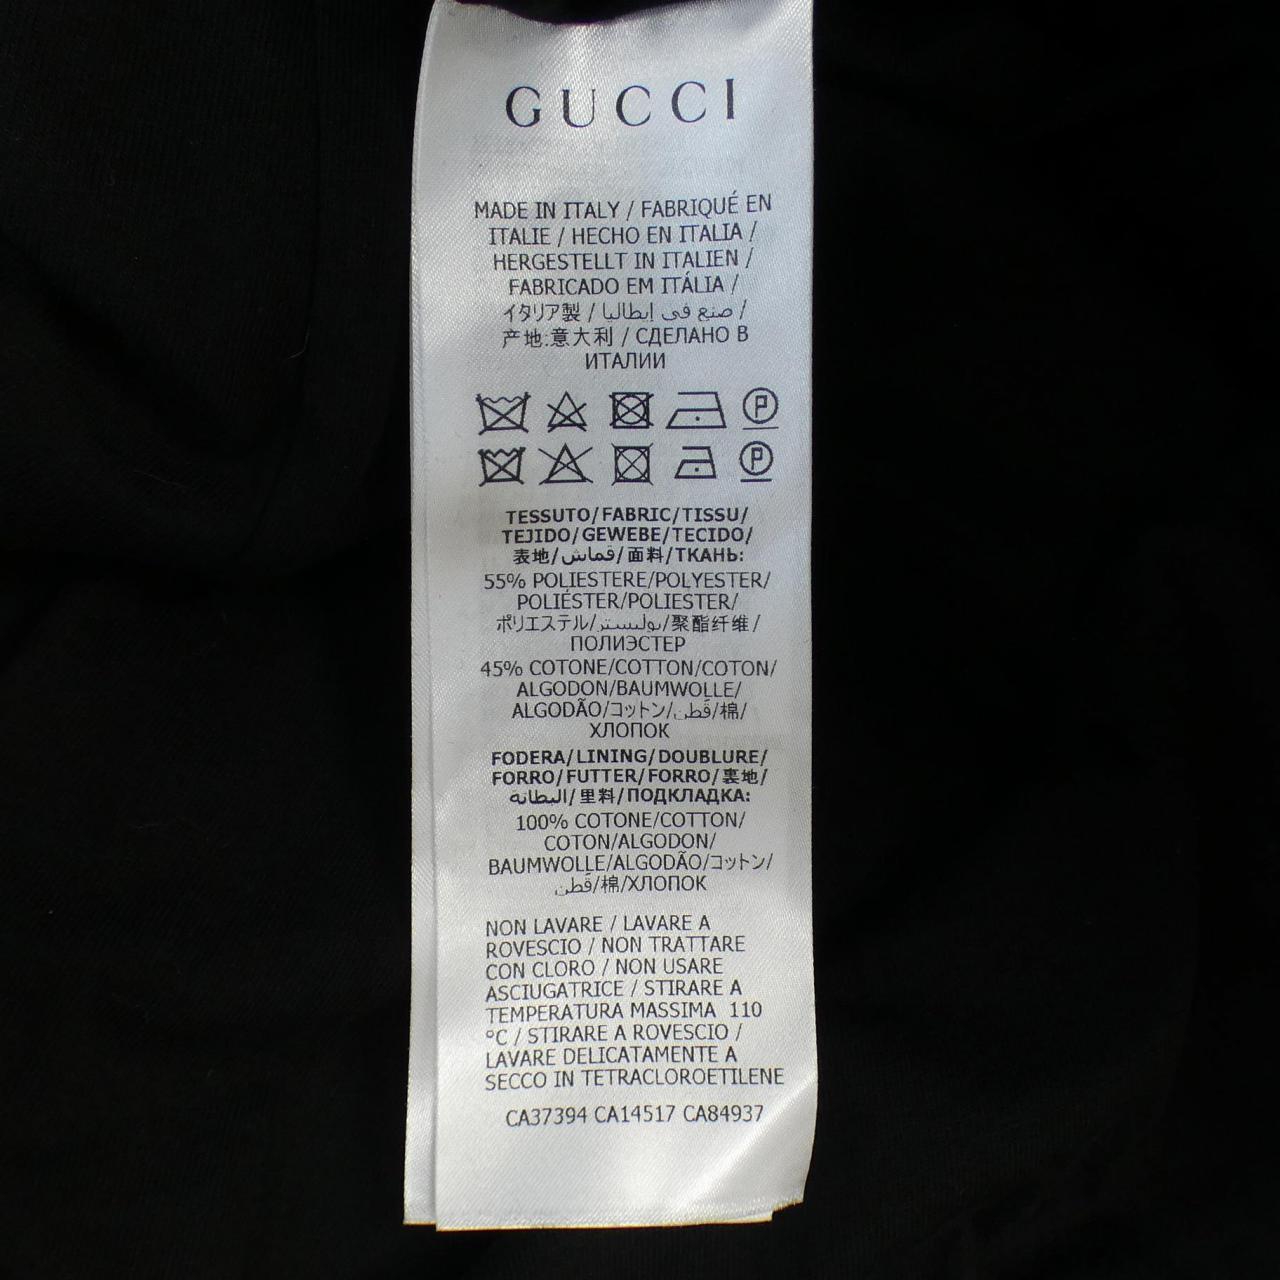 GUCCI
MADE IN ITALY / FABRIQUÉ EN
ITALIE / HECHO EN ITALIA /
HERGESTELLT IN ITALIEN /
FABRICADO EM ITÁLIA /
イタリア製 / صنع في إيطاليا /
产地:意大利 / СДЕЛАНО В
ИТАЛИИ
P
P
TESSUTO/FABRIC/TISSU/
TEJIDO/GEWEBE/TECIDO/
表地/قماش/面料/ТКАНЬ:
55% POLIESTERE/POLYESTER/
POLIÉSTER/POLIESTER/
ポリエステル/بوليستر/聚酯纤维/
ПОЛИЭСТЕР
45% COTONE/COTTON/COTON/
ALGODON/BAUMWOLLE/
ALGODÃO/コットン/قطن/棉/
ХЛОПОК
FODERA/LINING/DOUBLURE/
FORRO/FUTTER/FORRO/裏地/
البطانة/里料/ПОДКЛАДКА:
100% COTONE/COTTON/
COTON/ALGODON/
BAUMWOLLE/ALGODÃO/コットン/
قطن/棉/ХЛОПОК
NON LAVARE / LAVARE A
ROVESCIO / NON TRATTARE
CON CLORO / NON USARE
ASCIUGATRICE / STIRARE A
TEMPERATURA MASSIMA 110
°C / STIRARE A ROVESCIO /
LAVARE DELICATAMENTE A
SECCO IN TETRACLOROETILENE
CA37394 CA14517 CA84937